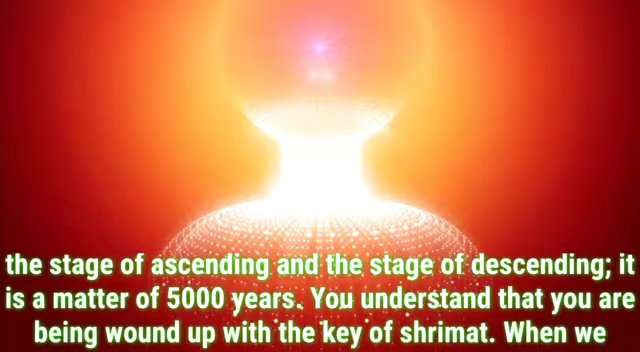 the stage of ascending and the stage of descending; it
is a matter of 5000 years. You understand that you are
being wound up with the key of shrimat. When we